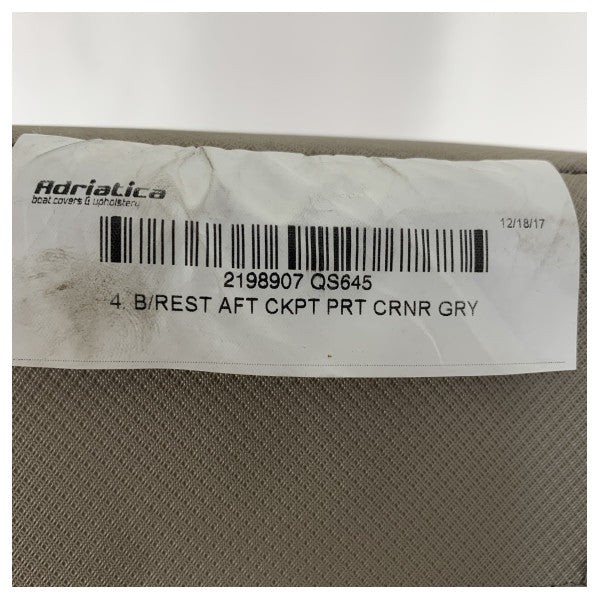 Adriatica
boat covers & upholstery
12/18/17
2198907 QS645
4. B/REST AFT CKPT PRT CRNR GRY